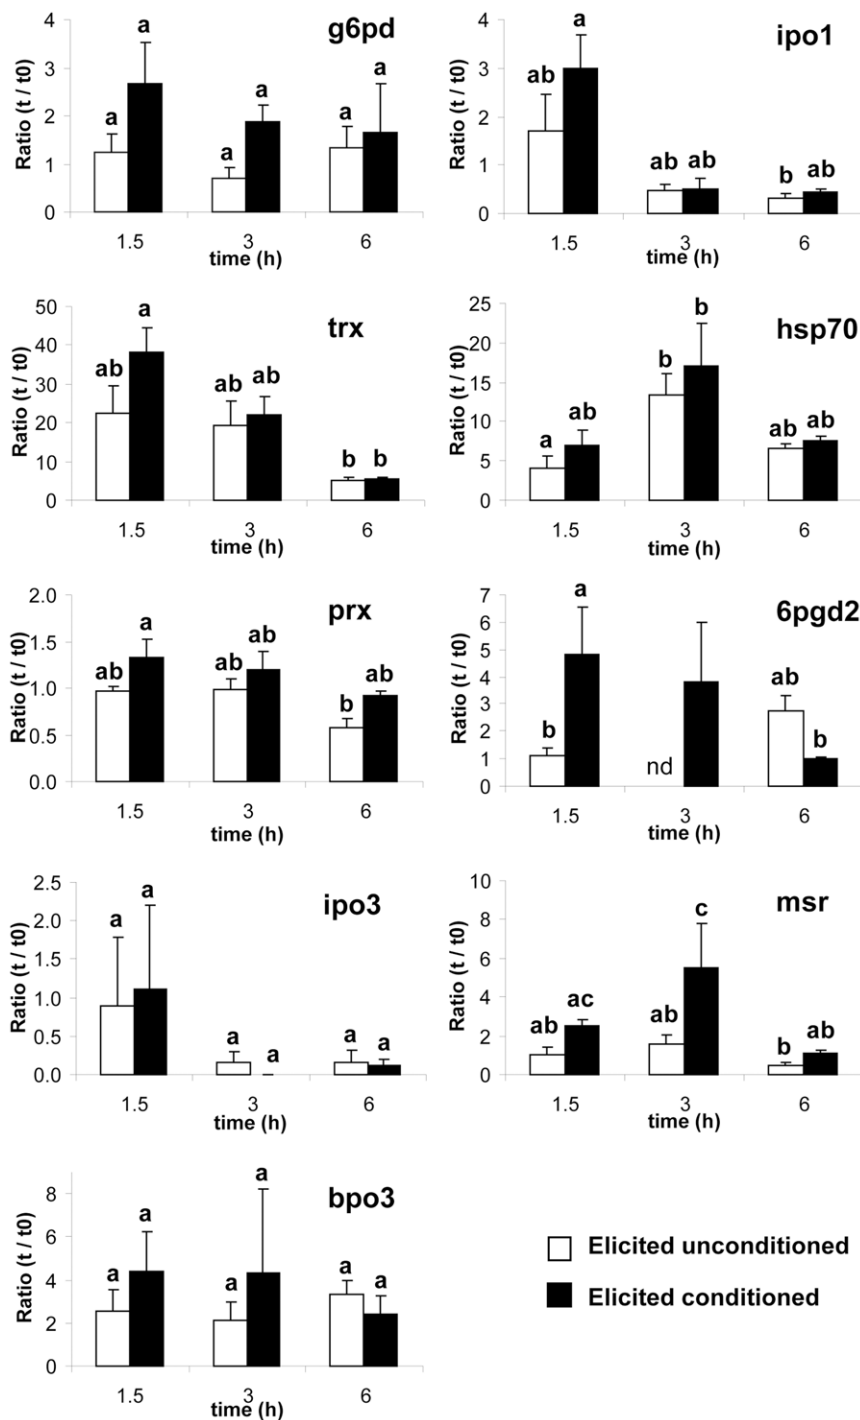 g6pd
Ratio (t / t0)
4
3
2
1
0
a a
a a
a a
1.5 3 6
time (h)
ipo1
Ratio (t / t0)
4
3
2
1
0
ab a
ab ab
b ab
1.5 3 6
time (h)
trx
Ratio (t / t0)
50
40
30
20
10
0
ab a
ab ab
b b
1.5 3 6
time (h)
hsp70
Ratio (t / t0)
25
20
15
10
5
0
a ab
b b
ab ab
1.5 3 6
time (h)
prx
Ratio (t / t0)
2.0
1.5
1.0
0.5
0.0
ab a
ab ab
b ab
1.5 3 6
time (h)
6pgd2
Ratio (t / t0)
7
6
5
4
3
2
1
0
b a
nd
ab b
1.5 3 6
time (h)
ipo3
Ratio (t / t0)
2.5
2.0
1.5
1.0
0.5
0.0
a a
a a
a a
1.5 3 6
time (h)
msr
Ratio (t / t0)
10
8
6
4
2
0
ab ac
ab c
b ab
1.5 3 6
time (h)
bpo3
Ratio (t / t0)
8
6
4
2
0
a a
a a
a a
1.5 3 6
time (h)
Elicited unconditioned
Elicited conditioned